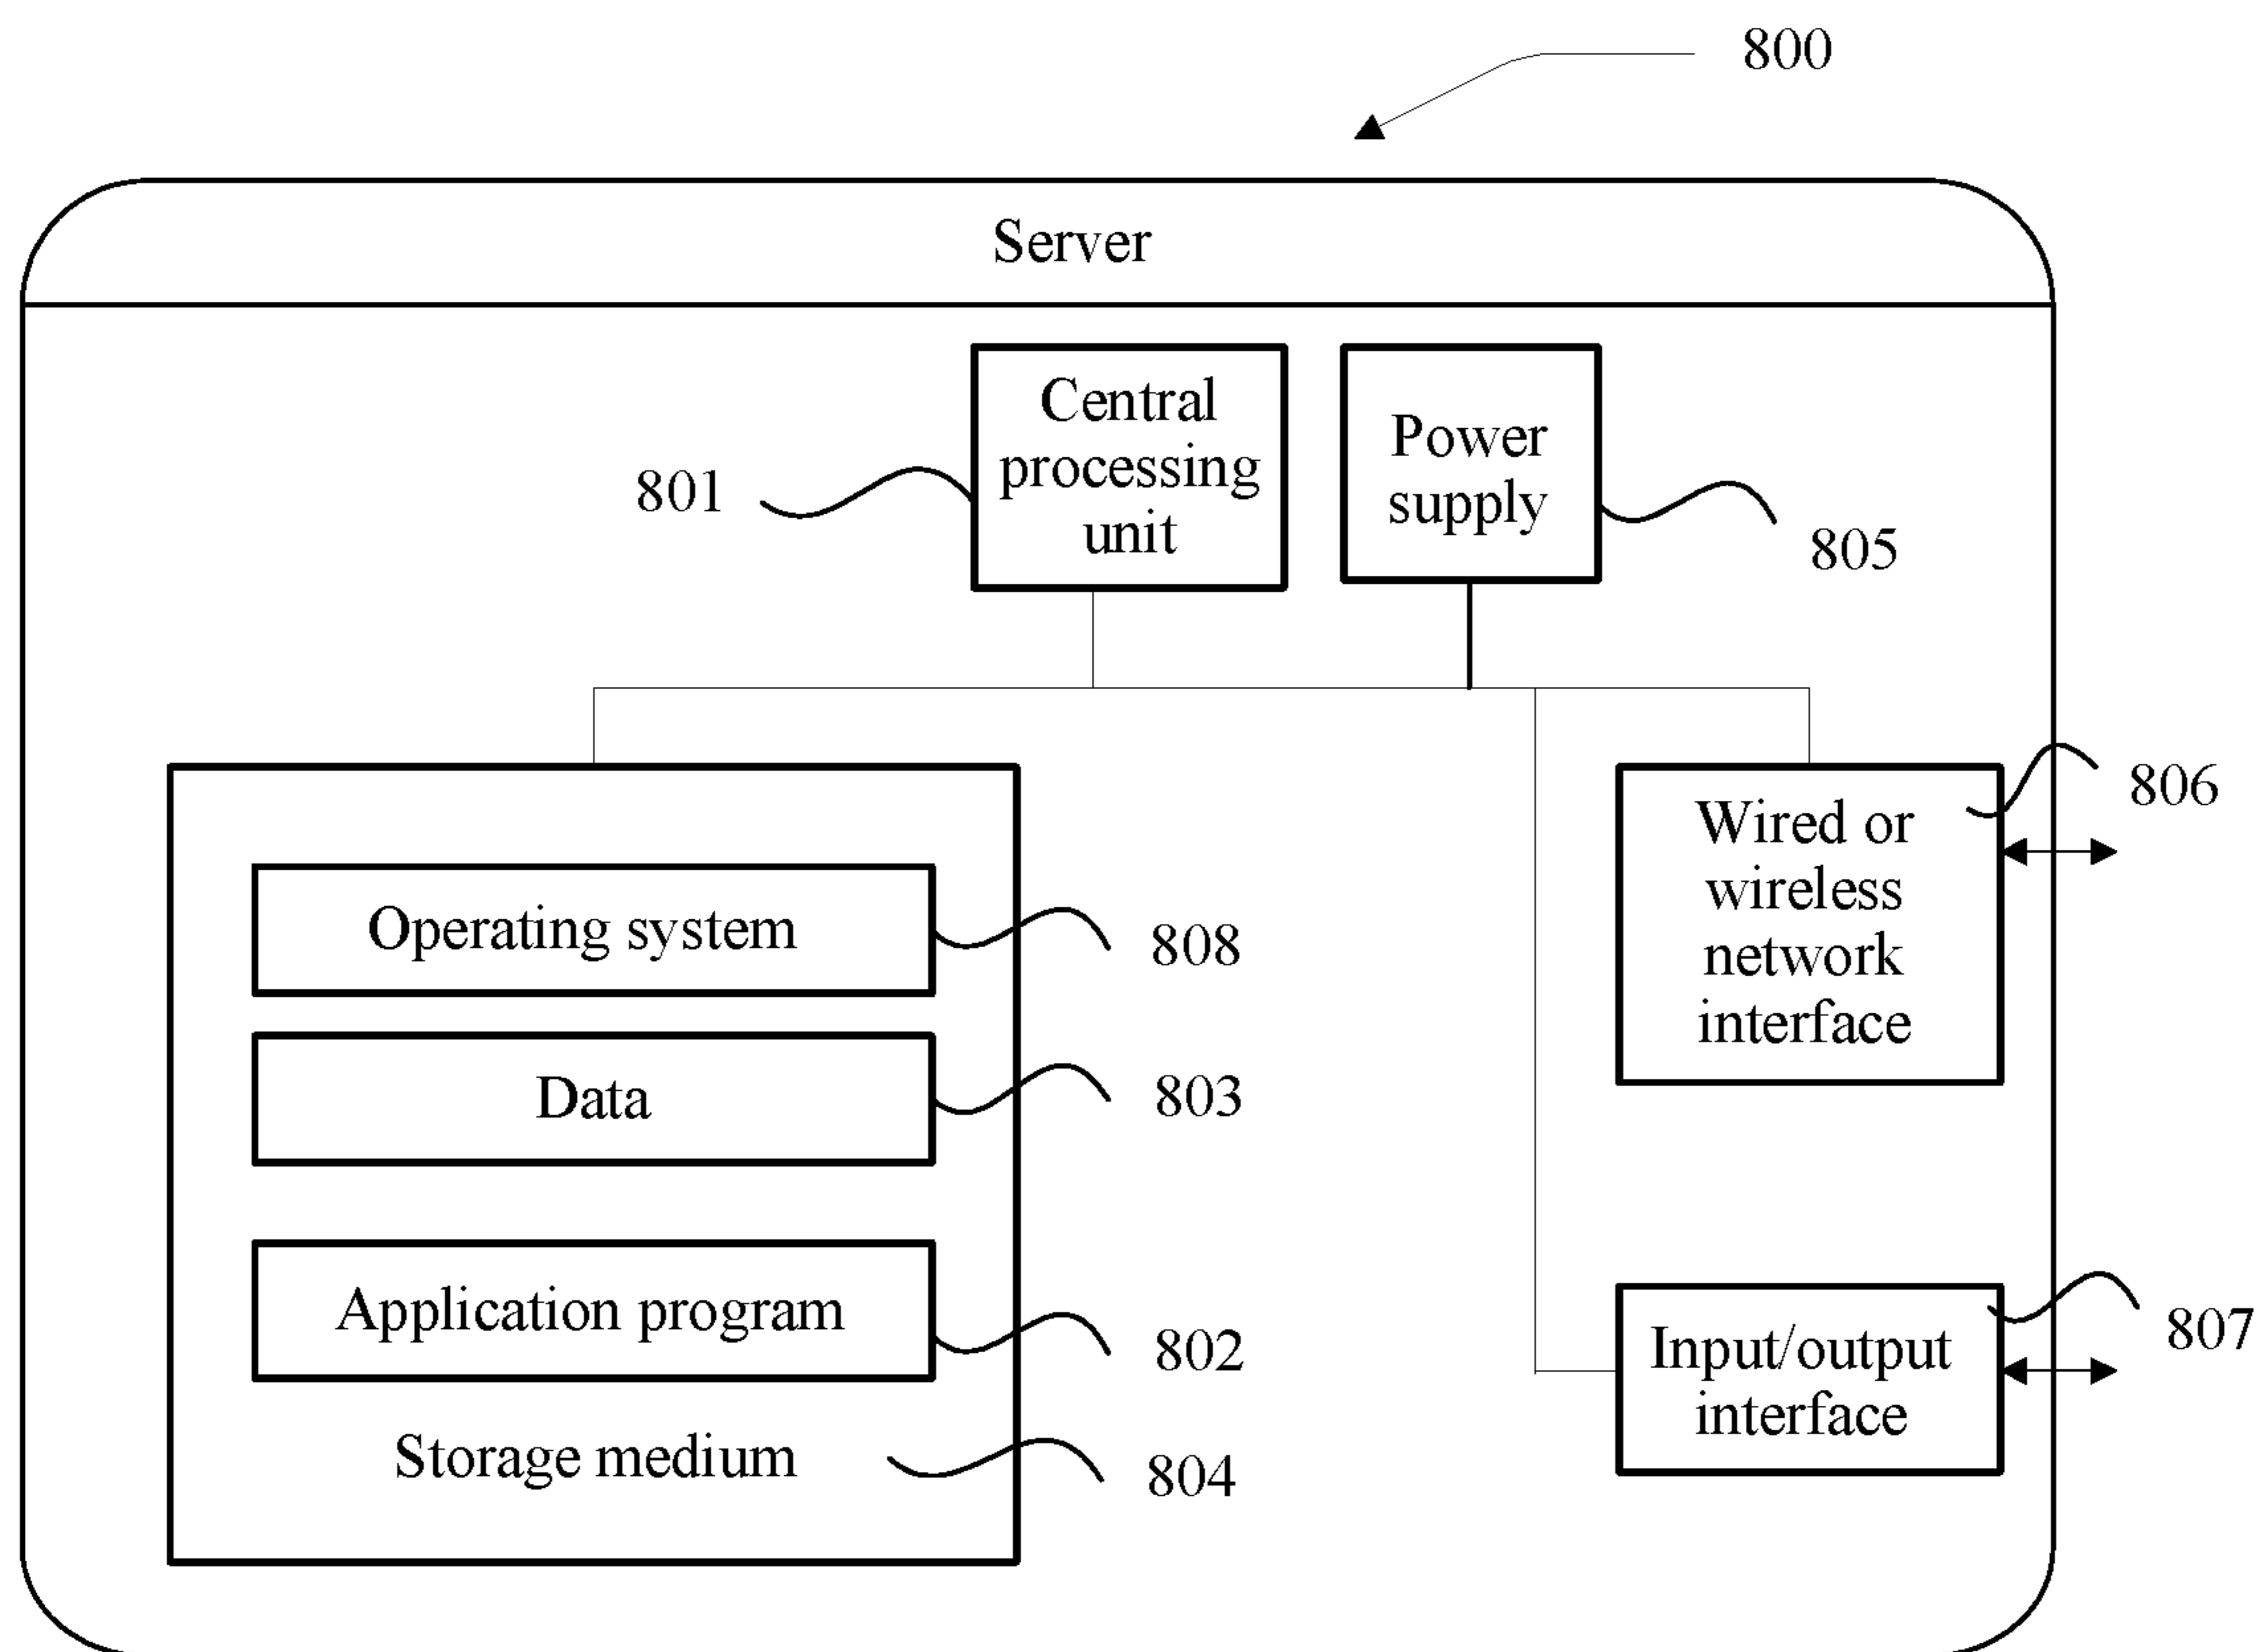 800
Server
Central
processing
unit
801
Power
supply
805
Operating system
808
Data
803
Application program
802
Storage medium
804
Wired or
wireless
network
interface
806
Input/output
interface
807